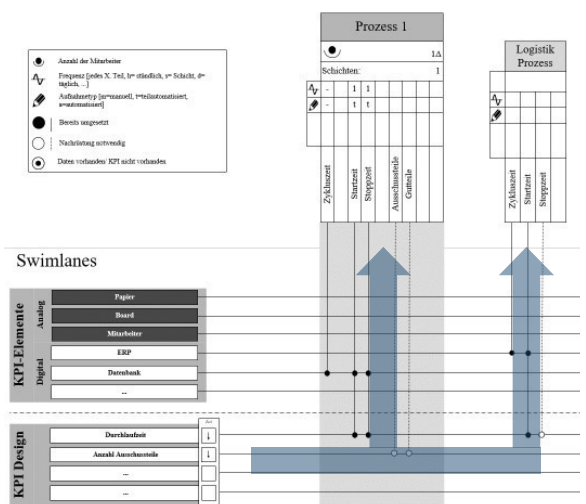 Anzahl der Mitarbeiter
Frequenz [jedes X. Teil, h= stündlich, s= Schicht, d=
täglich, ...]
Aufnahmetyp [m=manuell, t=teilautomatisiert,
a=automatisiert]
Bereits umgesetzt
Nachrüstung notwendig
Daten vorhanden/ KPI nicht vorhanden
Prozess 1
1Δ
Schichten: 1
- 1 1
- t t
Zykluszeit
Startzeit
Stoppzeit
Ausschussteile
Gutteile
Logistik
Prozess
Zykluszeit
Startzeit
Stoppzeit
Swimlanes
KPI-Elemente
Analog
Digital
Papier
Board
Mitarbeiter
ERP
Datenbank
...
KPI Design
Durchlaufzeit
↓
Anzahl Ausschussteile
↓
...
...